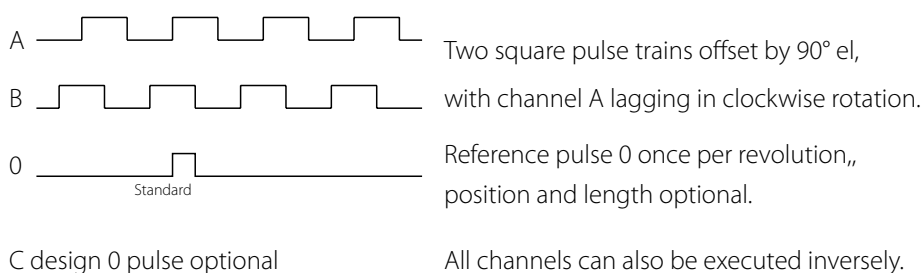 A
B
0
Standard
Two square pulse trains offset by 90° el,
with channel A lagging in clockwise rotation.
Reference pulse 0 once per revolution,,
position and length optional.
C design 0 pulse optional
All channels can also be executed inversely.